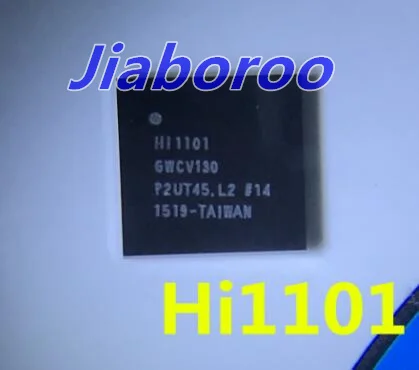 Jiaboroo
Hi1101
GWCV130
P2UT45.L2 #14
1519-TAIWAN
Hi1101